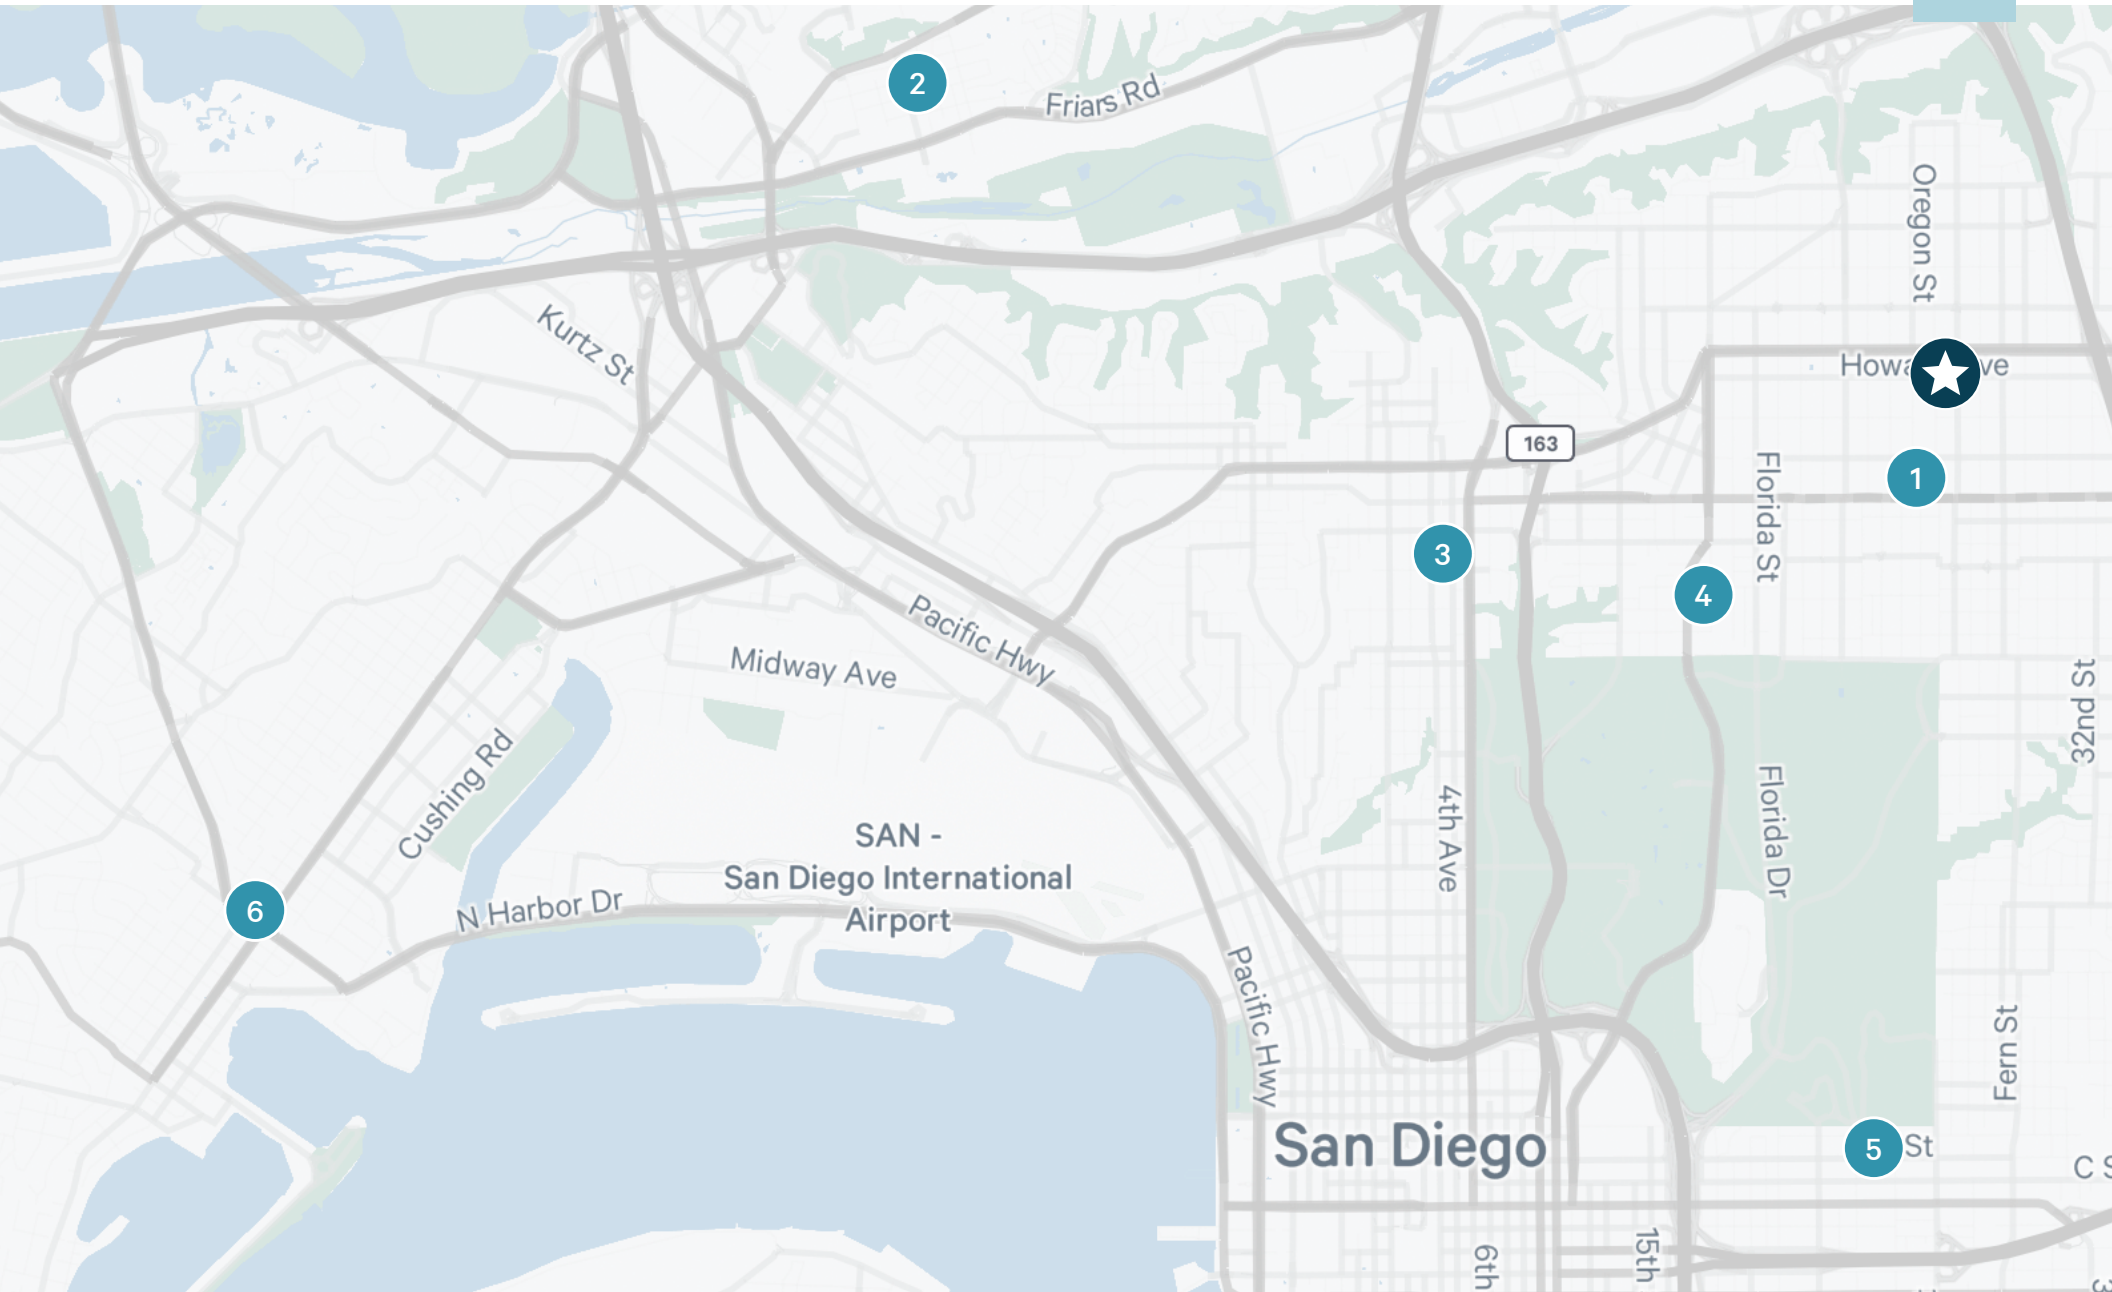 2
Friars Rd
Oregon St
Kurtz St
Howa
ve
163
1
Florida St
3
4
Pacific Hwy
Midway Ave
32nd St
Cushing Rd
4th Ave
Florida Dr
SAN -
San Diego International
Airport
6
N Harbor Dr
Pacific Hwy
Fern St
San Diego
5
St
C S
6th
15th